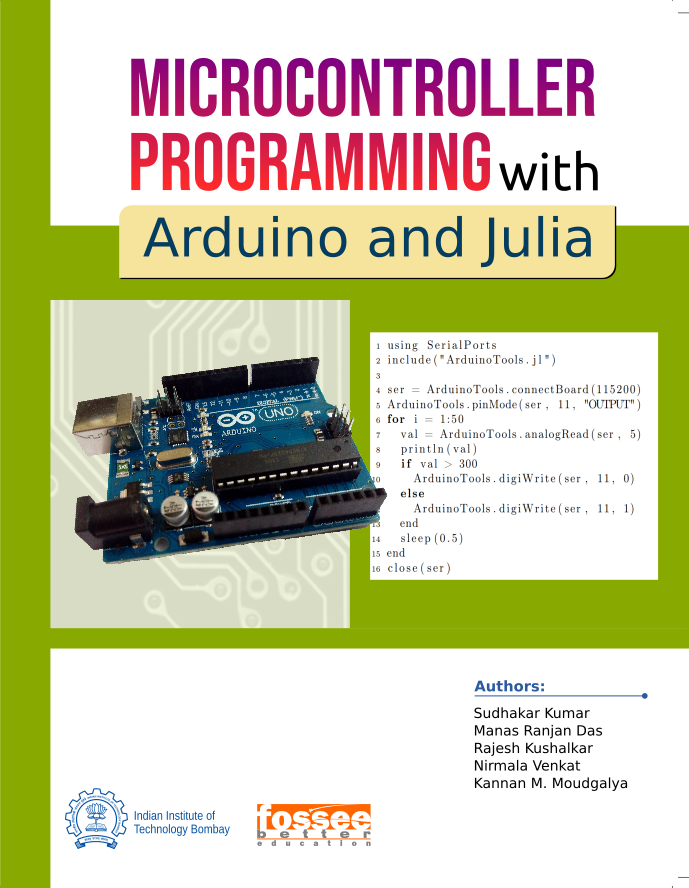 MICROCONTROLLER
PROGRAMMING with
Arduino and Julia
UNO
ARDUINO
1 using SerialPorts
2 include("ArduinoTools.jl")
3
4 ser = ArduinoTools.connectBoard(115200)
5 ArduinoTools.pinMode(ser, 11, "OUTPUT")
6 for i = 1:50
7 val = ArduinoTools.analogRead(ser, 5)
8 println(val)
9 if val > 300
10 ArduinoTools.digiWrite(ser, 11, 0)
else
ArduinoTools.digiWrite(ser, 11, 1)
13 end
14 sleep(0.5)
15 end
16 close(ser)
Authors:
Sudhakar Kumar
Manas Ranjan Das
Rajesh Kushalkar
Nirmala Venkat
Kannan M. Moudgalya
Indian Institute of
Technology Bombay
fossee
better
education